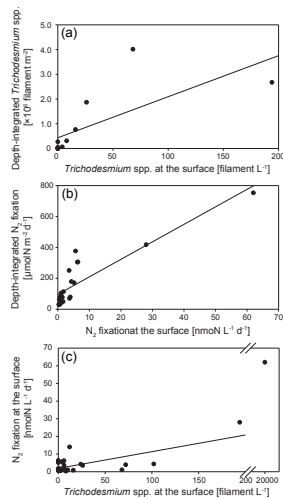 (a)
Depth-integrated Trichodesmium spp.
[×10⁶ filament m⁻²]
5.0
4.0
3.0
2.0
1.0
0
0 50 100 150 200
Trichodesmium spp. at the surface [filament L⁻¹]
(b)
Depth-integrated N₂ fixation
[µmolN m⁻² d⁻¹]
800
600
400
200
0
0 10 20 30 40 50 60 70
N₂ fixationat the surface [nmoN L⁻¹ d⁻¹]
(c)
N₂ fixation at the surface
[nmolN L⁻¹ d⁻¹]
70
60
50
40
30
20
10
0
0 50 100 150 200 20000
Trichodesmium spp. at the surface [filament L⁻¹]